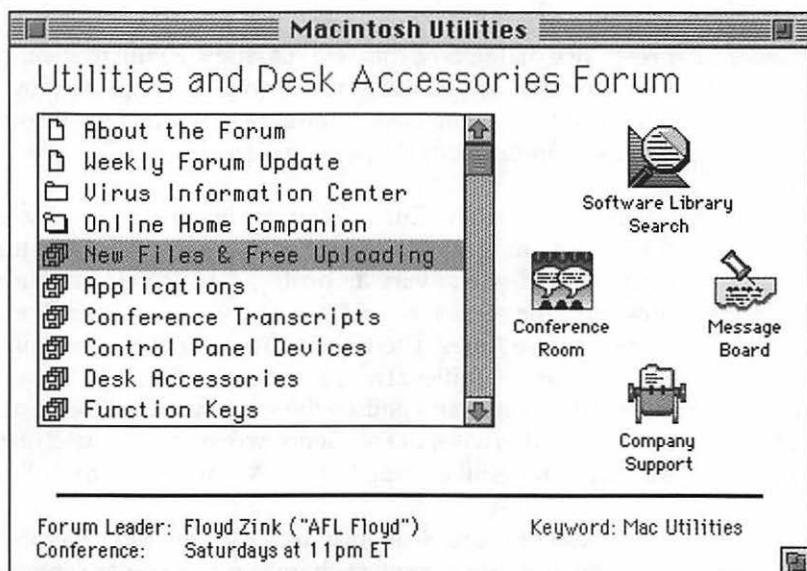 Macintosh Utilities
Utilities and Desk Accessories Forum
About the Forum
Weekly Forum Update
Virus Information Center
Online Home Companion
New Files & Free Uploading
Applications
Conference Transcripts
Control Panel Devices
Desk Accessories
Function Keys
Software Library
Search
Conference
Room
Message
Board
Company
Support
Forum Leader: Floyd Zink ("AFL Floyd")
Conference: Saturdays at 11pm ET
Keyword: Mac Utilities